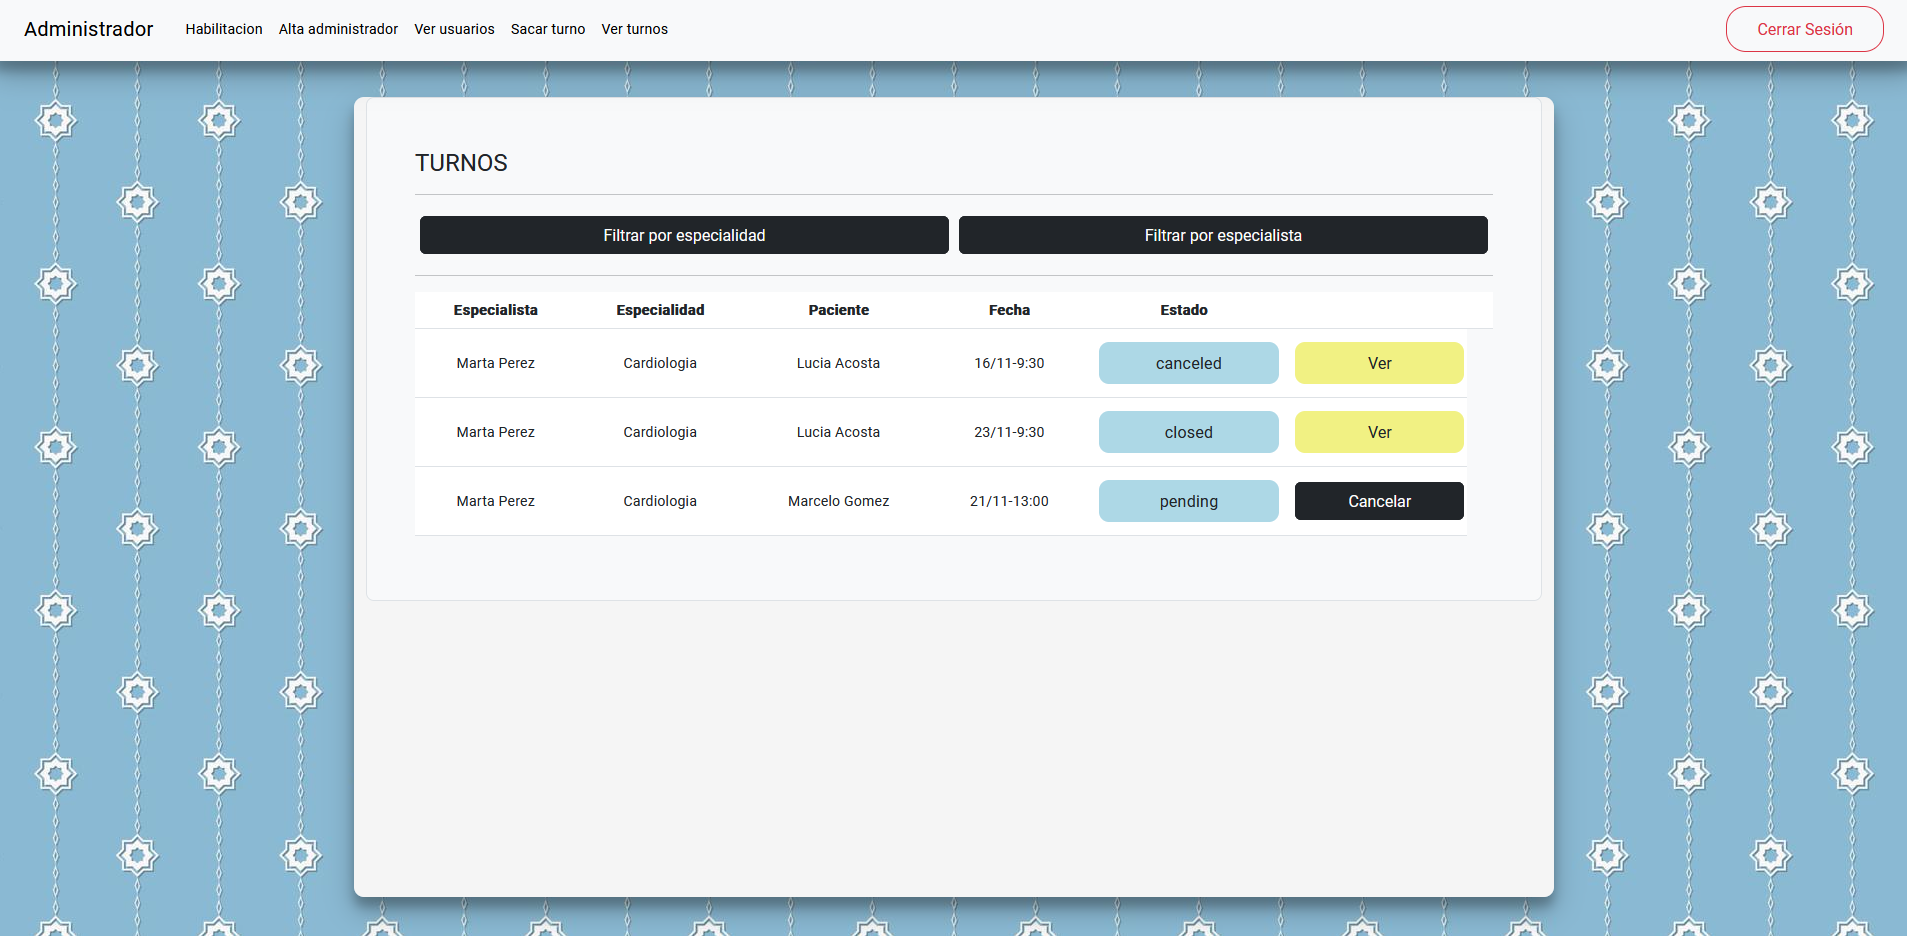 Administrador Habilitacion Alta administrador Ver usuarios Sacar turno Ver turnos Cerrar Sesión
TURNOS
Filtrar por especialidad Filtrar por especialista
Especialista Especialidad Paciente Fecha Estado
Marta Perez Cardiologia Lucia Acosta 16/11-9:30 canceled Ver
Marta Perez Cardiologia Lucia Acosta 23/11-9:30 closed Ver
Marta Perez Cardiologia Marcelo Gomez 21/11-13:00 pending Cancelar